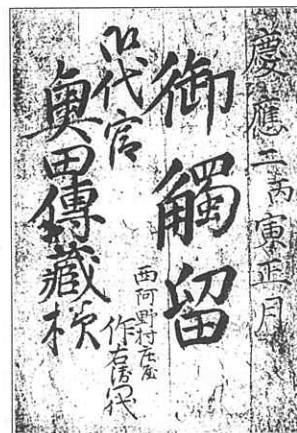 慶應二丙寅正月
御觸留
御代官
奥田傳藏様
西阿野村庄屋
作右衛門代